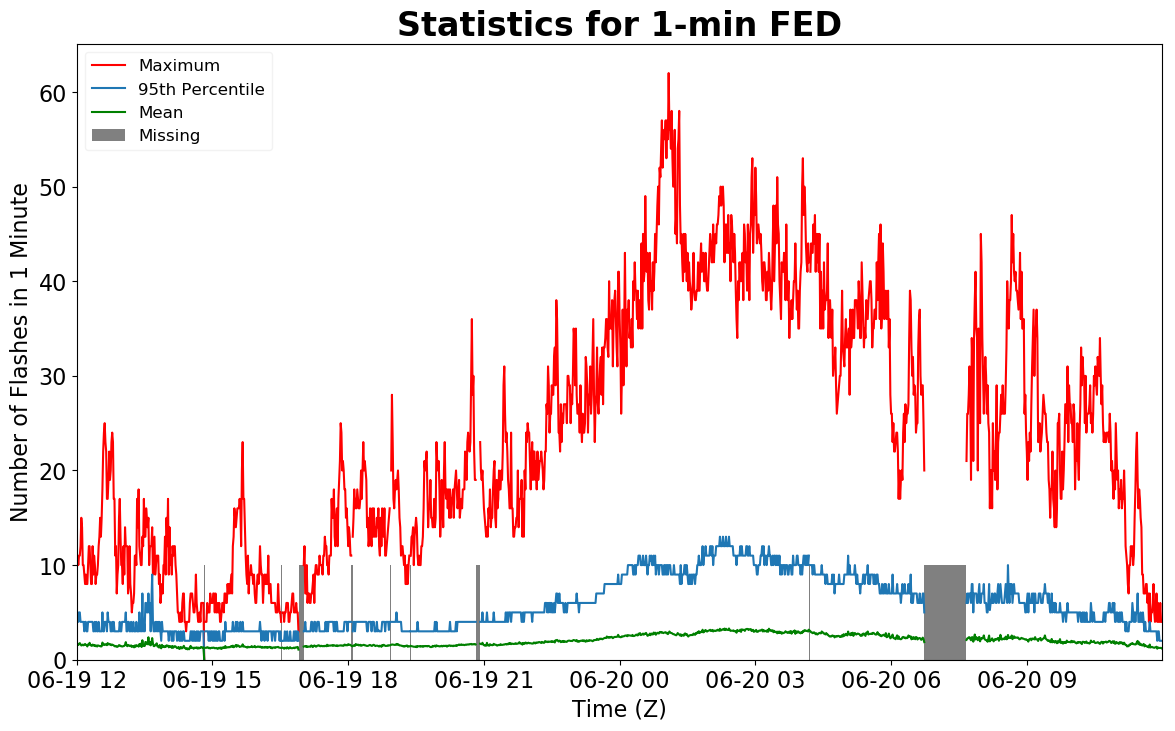 Statistics for 1-min FED
Maximum
95th Percentile
Mean
Missing
Number of Flashes in 1 Minute
60
50
40
30
20
10
0
06-19 12
06-19 15
06-19 18
06-19 21
06-20 00
06-20 03
06-20 06
06-20 09
Time (Z)